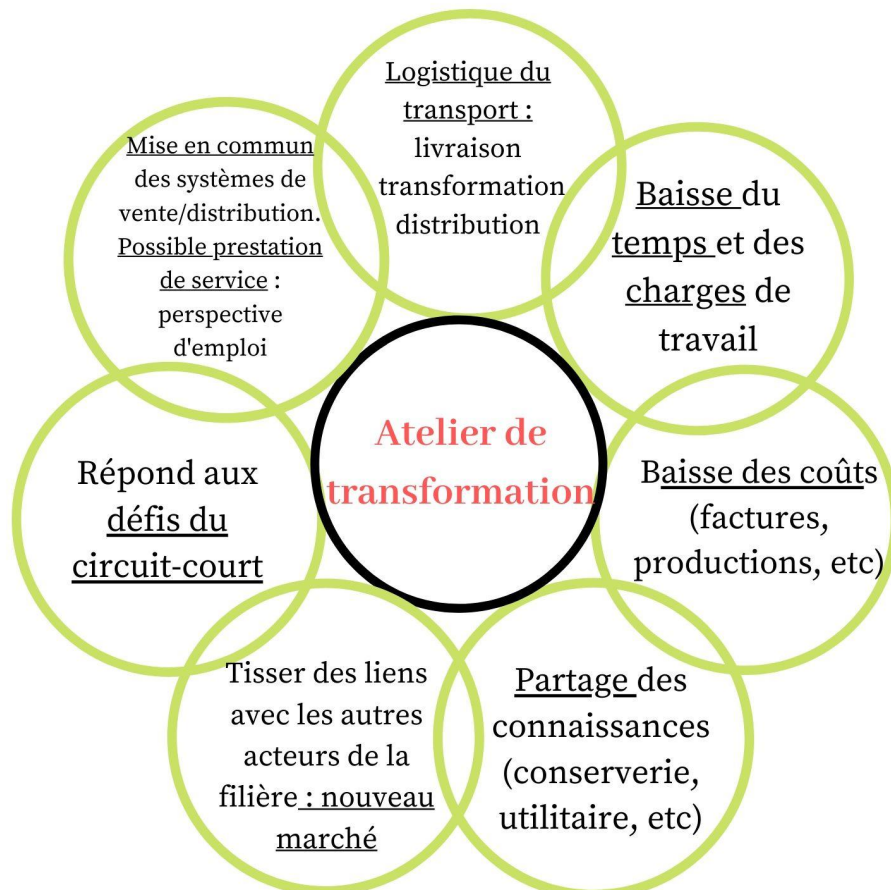 Logistique du
transport :
livraison
transformation
distribution
Mise en commun
des systèmes de
vente/distribution.
Possible prestation
de service :
perspective
d'emploi
Baisse du
temps et des
charges de
travail
Atelier de
transformation
Répond aux
défis du
circuit-court
Baisse des coûts
(factures,
productions, etc)
Tisser des liens
avec les autres
acteurs de la
filière : nouveau
marché
Partage des
connaissances
(conserverie,
utilitaire, etc)